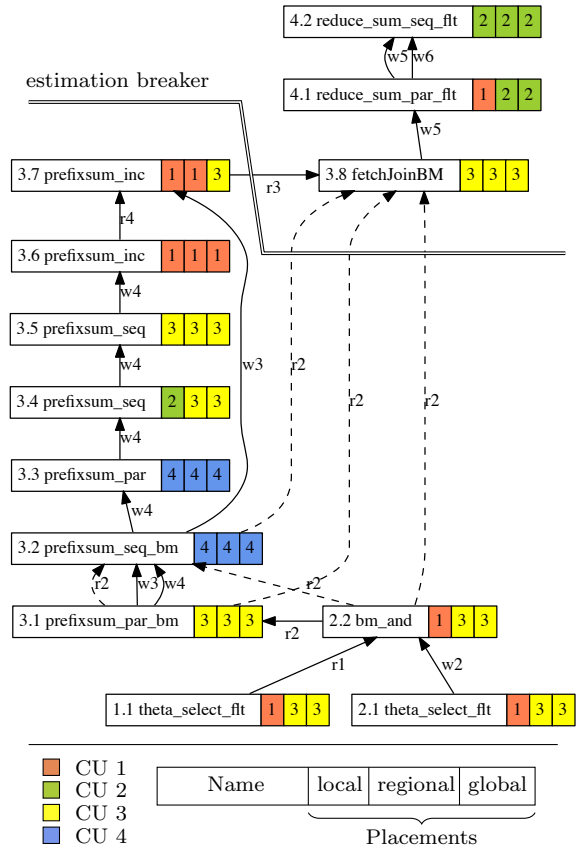 4.2 reduce_sum_seq_flt 2 2 2
w5 w6
estimation breaker
4.1 reduce_sum_par_flt 1 2 2
w5
3.7 prefixsum_inc 1 1 3
r3
3.8 fetchJoinBM 3 3 3
r4
3.6 prefixsum_inc 1 1 1
w4
3.5 prefixsum_seq 3 3 3
w4 w3 r2
3.4 prefixsum_seq 2 3 3
r2 r2
w4
3.3 prefixsum_par 4 4 4
w4
3.2 prefixsum_seq_bm 4 4 4
r2 w3 w4 r2
3.1 prefixsum_par_bm 3 3 3
r2
2.2 bm_and 1 3 3
r1 w2
1.1 theta_select_flt 1 3 3
2.1 theta_select_flt 1 3 3
CU 1
CU 2
CU 3
CU 4
Name local regional global
Placements